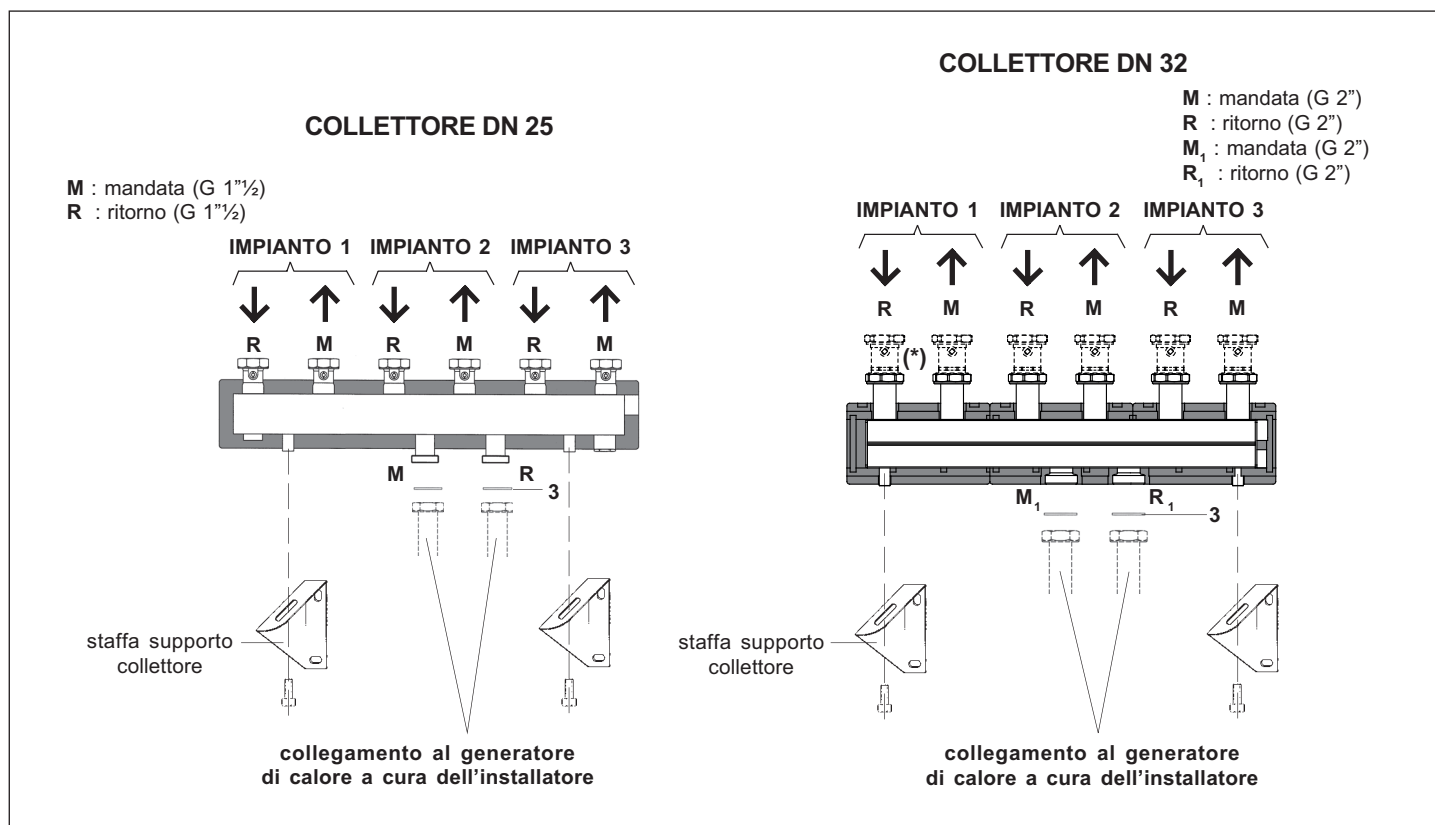 COLLETTORE DN 25
M : mandata (G 1”½)
R : ritorno (G 1”½)
IMPIANTO 1 IMPIANTO 2 IMPIANTO 3
R M R M R M
M R
3
staffa supporto
collettore
collegamento al generatore
di calore a cura dell’installatore
COLLETTORE DN 32
M : mandata (G 2”)
R : ritorno (G 2”)
M₁ : mandata (G 2”)
R₁ : ritorno (G 2”)
IMPIANTO 1 IMPIANTO 2 IMPIANTO 3
R M R M R M
(*)
M₁ R₁
3
staffa supporto
collettore
collegamento al generatore
di calore a cura dell’installatore